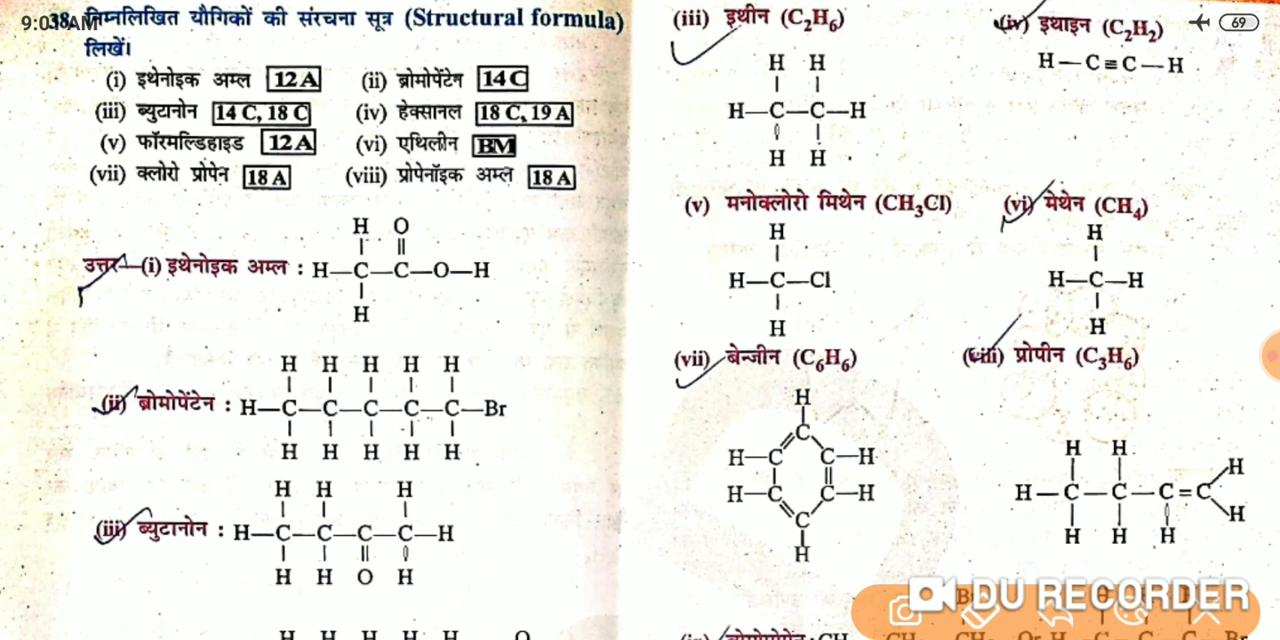 9:03 AM
69
38. निम्नलिखित यौगिकों की संरचना सूत्र (Structural formula)
लिखें।
(i) इथेनोइक अम्ल 12 A (ii) ब्रोमोपेंटेन 14 C
(iii) ब्युटानोन 14 C, 18 C (iv) हेक्सानल 18 C, 19 A
(v) फॉरमल्डिहाइड 12 A (vi) एथिलीन BM
(vii) क्लोरो प्रोपेन 18 A (viii) प्रोपेनॉइक अम्ल 18 A
H O
उत्तर—(i) इथेनोइक अम्ल : H—C—C—O—H
H
H H H H H
(ii) ब्रोमोपेंटेन : H—C—C—C—C—C—Br
H H H H H
H H H
(iii) ब्युटानोन : H—C—C—C—C—H
H H O H
H H H H H O
(iii) इथीन (C₂H₆) (iv) इथाइन (C₂H₂)
H H
H—C≡C—H
H—C—C—H
H H
(v) मनोक्लोरो मिथेन (CH₃Cl) (vi) मेथेन (CH₄)
H H
H—C—Cl H—C—H
H H
(vii) बेन्जीन (C₆H₆) (viii) प्रोपीन (C₃H₆)
H
C
H—C C—H
H—C C—H
C
H
H H
H
H—C—C—C=C
H
H H H
DU RECORDER